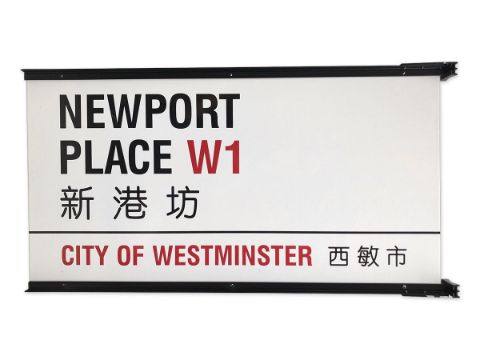 NEWPORT
PLACE W1
新港坊
CITY OF WESTMINSTER 西敏市